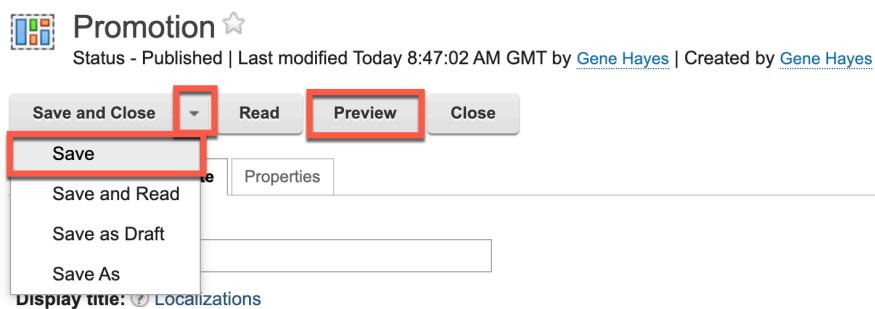 Promotion
Status - Published | Last modified Today 8:47:02 AM GMT by Gene Hayes | Created by Gene Hayes
Save and Close Read Preview Close
Save
te Properties
Save and Read
Save as Draft
Save As
Display title: ? Localizations